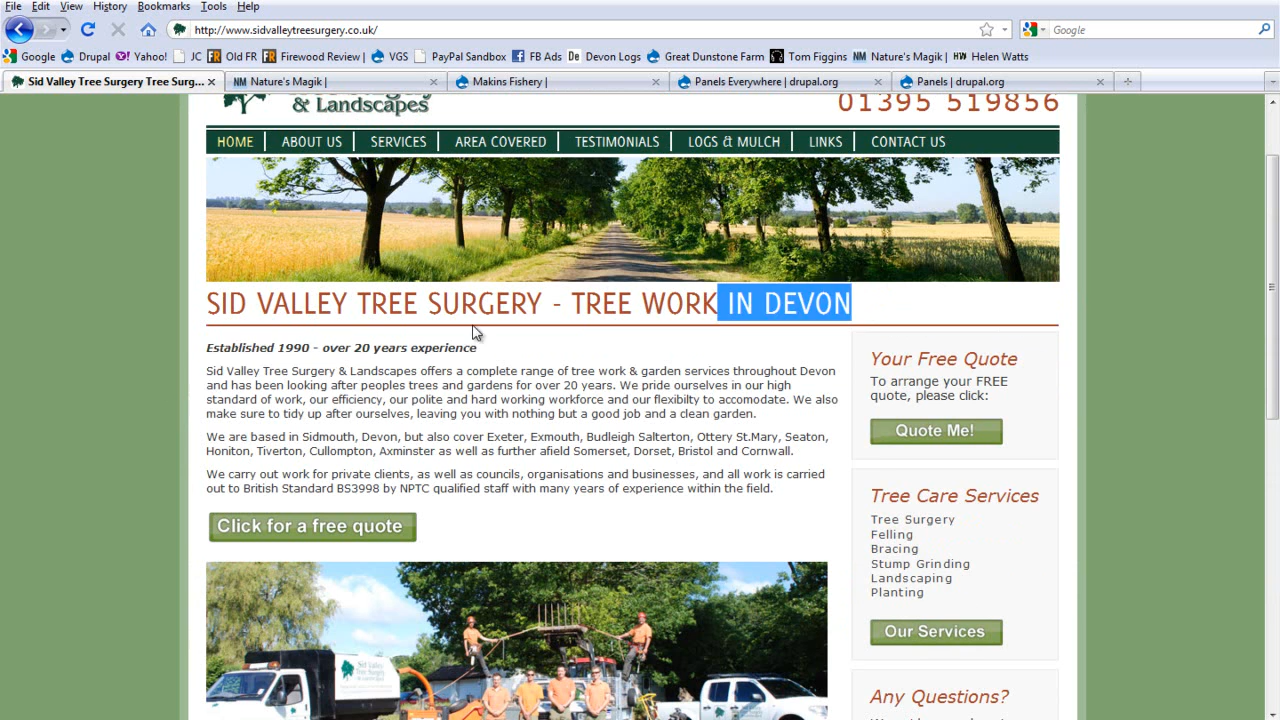 File Edit View History Bookmarks Tools Help
http://www.sidvalleytreesurgery.co.uk/
Google
Google Drupal Yahoo! JC Old FR Firewood Review | VGS PayPal Sandbox FB Ads Devon Logs Great Dunstone Farm Tom Figgins Nature's Magik Helen Watts
Sid Valley Tree Surgery Tree Surg... Nature's Magik | Makins Fishery | Panels Everywhere | drupal.org Panels | drupal.org
& Landscapes
01395 519856
HOME ABOUT US SERVICES AREA COVERED TESTIMONIALS LOGS & MULCH LINKS CONTACT US
SID VALLEY TREE SURGERY - TREE WORK IN DEVON
Established 1990 - over 20 years experience
Sid Valley Tree Surgery & Landscapes offers a complete range of tree work & garden services throughout Devon
and has been looking after peoples trees and gardens for over 20 years. We pride ourselves in our high
standard of work, our efficiency, our polite and hard working workforce and our flexibilty to accomodate. We also
make sure to tidy up after ourselves, leaving you with nothing but a good job and a clean garden.
We are based in Sidmouth, Devon, but also cover Exeter, Exmouth, Budleigh Salterton, Ottery St.Mary, Seaton,
Honiton, Tiverton, Cullompton, Axminster as well as further afield Somerset, Dorset, Bristol and Cornwall.
We carry out work for private clients, as well as councils, organisations and businesses, and all work is carried
out to British Standard BS3998 by NPTC qualified staff with many years of experience within the field.
Click for a free quote
Sid Valley
Tree Surgery
& Landscapes
Your Free Quote
To arrange your FREE
quote, please click:
Quote Me!
Tree Care Services
Tree Surgery
Felling
Bracing
Stump Grinding
Landscaping
Planting
Our Services
Any Questions?